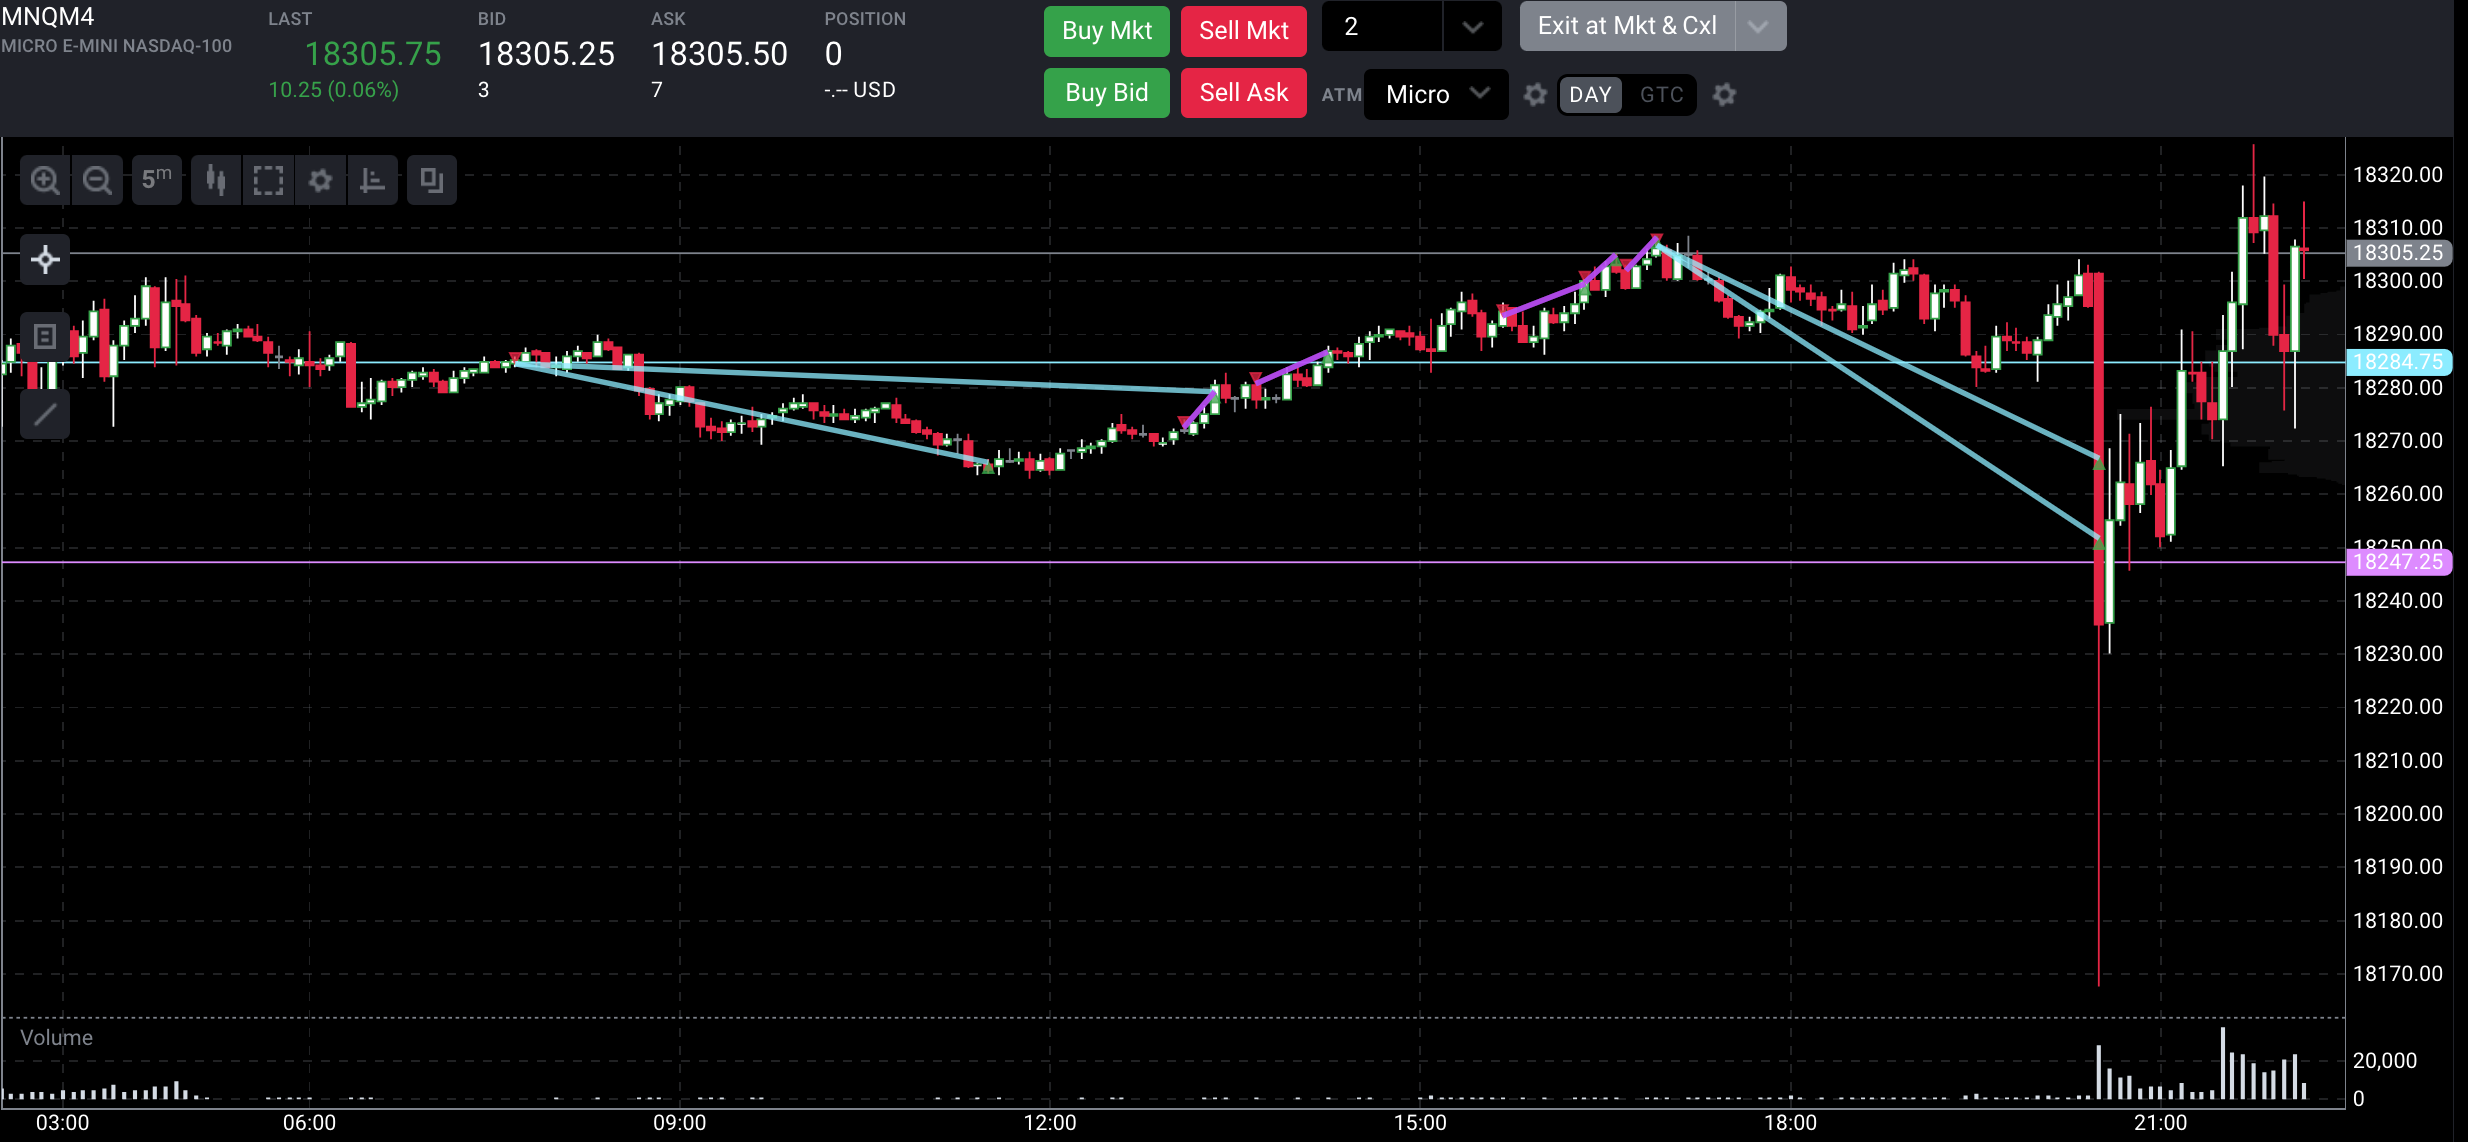 MNQM4
MICRO E-MINI NASDAQ-100
LAST
18305.75
10.25 (0.06%)
BID
18305.25
3
ASK
18305.50
7
POSITION
0
-.-- USD
Buy Mkt
Sell Mkt
2
Exit at Mkt & Cxl
Buy Bid
Sell Ask
ATM
Micro
DAY
GTC
5m
18320.00
18310.00
18305.25
18300.00
18290.00
18284.75
18280.00
18270.00
18260.00
18250.00
18247.25
18240.00
18230.00
18220.00
18210.00
18200.00
18190.00
18180.00
18170.00
Volume
20,000
0
03:00
06:00
09:00
12:00
15:00
18:00
21:00